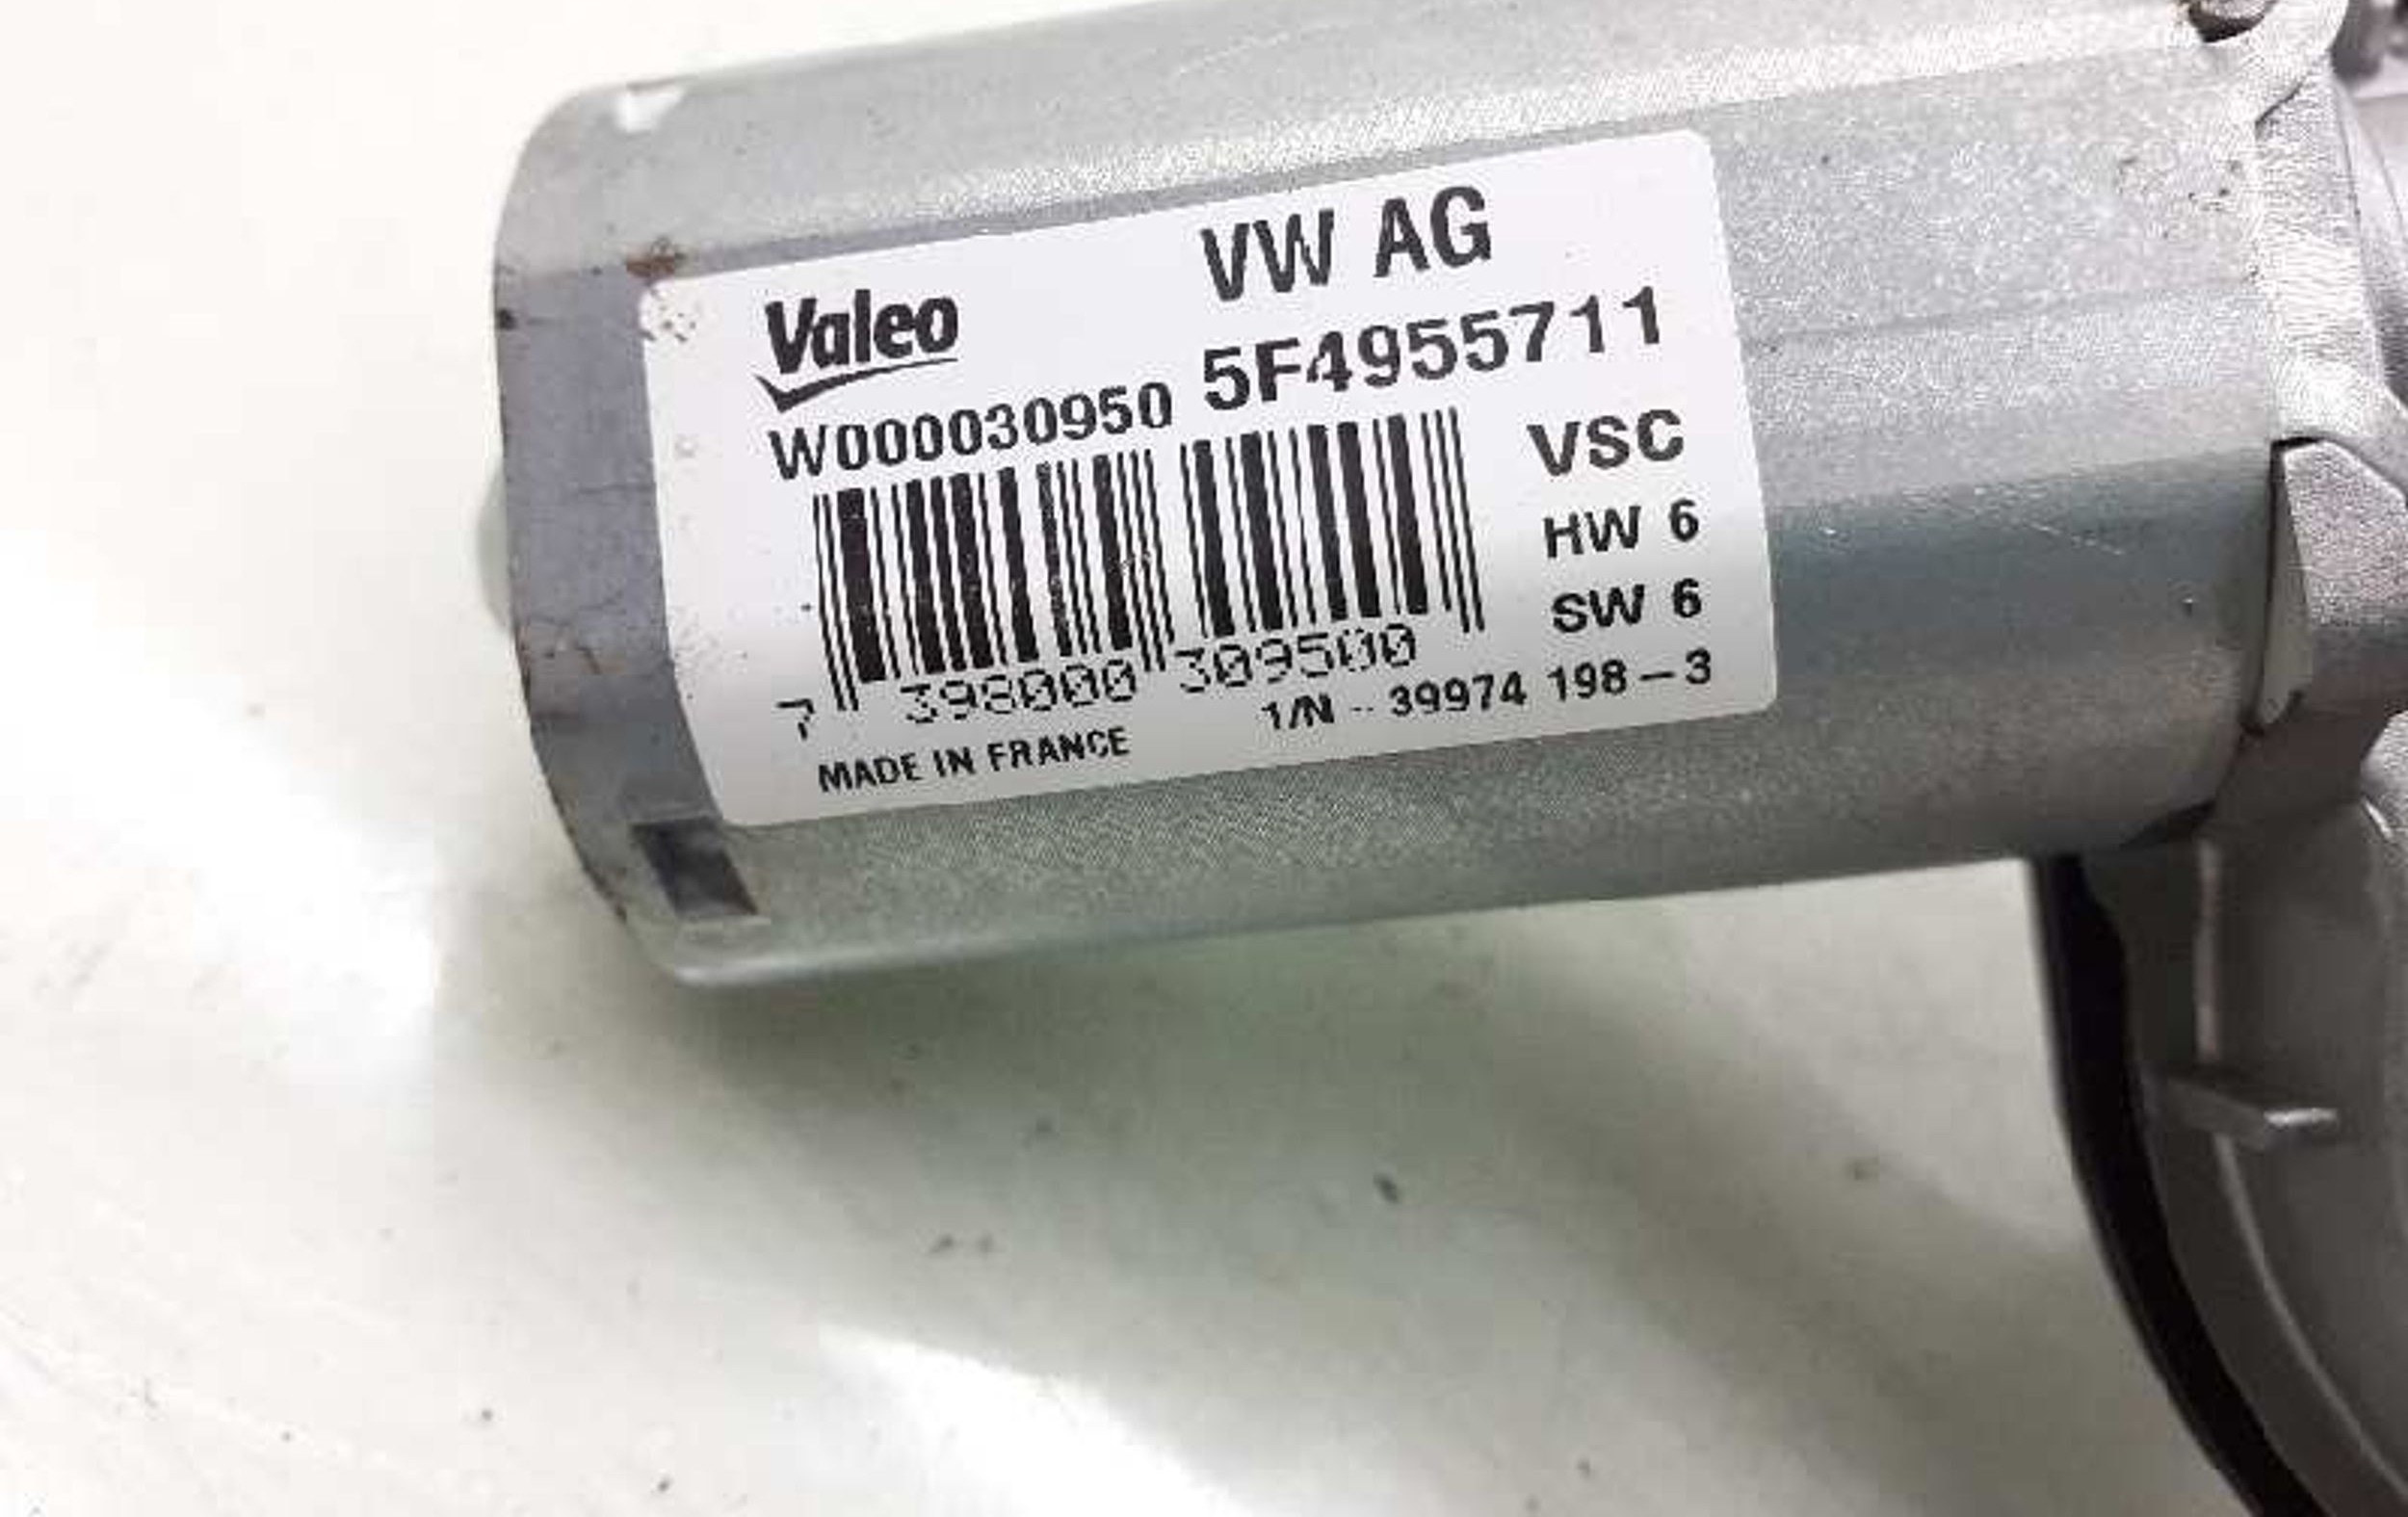 VW AG
Valeo
W000030950 5F4955711
VSC
HW 6
SW 6
7 398000 309500
1/N - 39974 198-3
MADE IN FRANCE